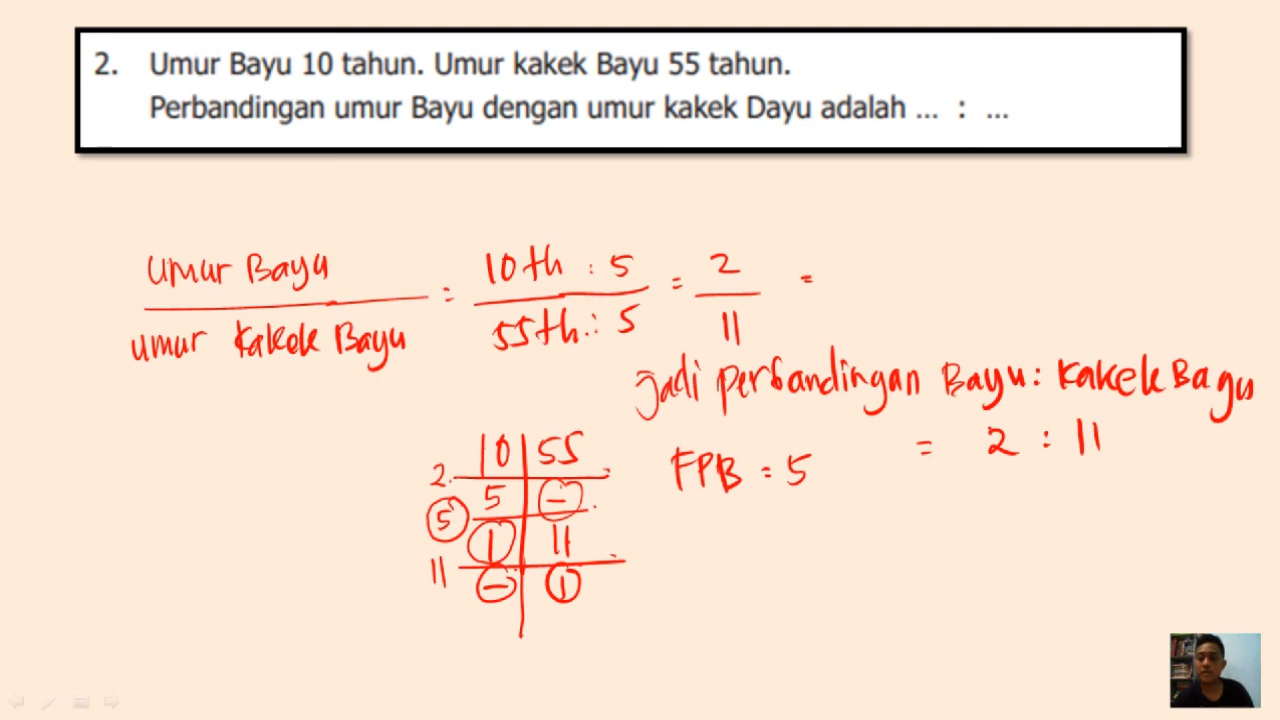 2. Umur Bayu 10 tahun. Umur kakek Bayu 55 tahun.
Perbandingan umur Bayu dengan umur kakek Dayu adalah ... : ...
Umur Bayu
umur Kakek Bayu
=
10th : 5
55th.: 5
=
2
11
=
Jadi perbandingan Bayu: Kakek Bayu
= 2 : 11
FPB = 5
10 55
2. 5 -
5 1 11
11 - 1